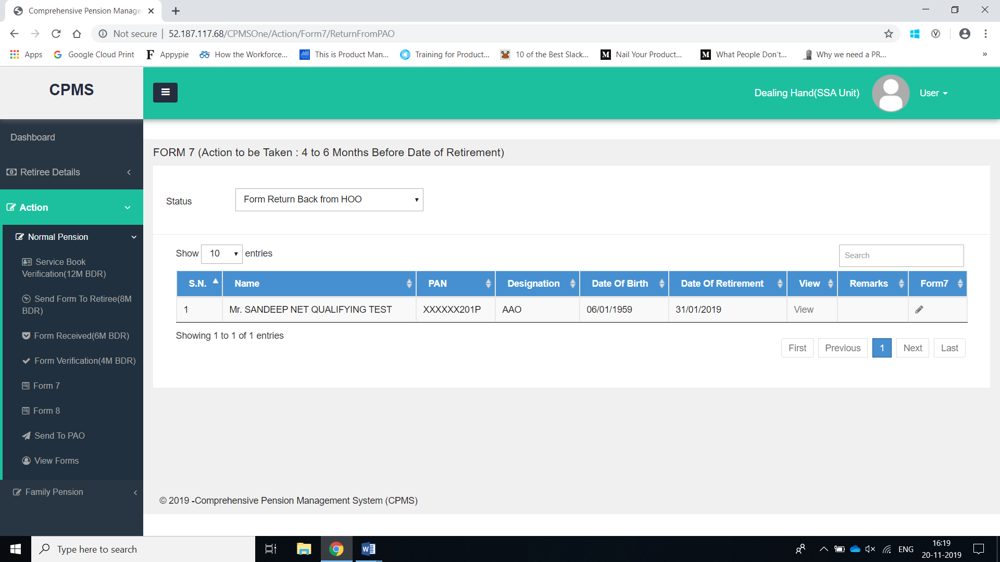 Comprehensive Pension Manage
Not secure | 52.187.117.68/CPMSOne/Action/Form7/ReturnFromPAO
Apps Google Cloud Print Appypie How the Workforce... This is Product Man... Training for Product... 10 of the Best Slack... Nail Your Product... What People Don't... Why we need a PR... »
CPMS
Dealing Hand(SSA Unit) User
Dashboard
Retiree Details
Action
Normal Pension
Service Book
Verification(12M BDR)
Send Form To Retiree(8M
BDR)
Form Received(6M BDR)
Form Verification(4M BDR)
Form 7
Form 8
Send To PAO
View Forms
Family Pension
FORM 7 (Action to be Taken : 4 to 6 Months Before Date of Retirement)
Status Form Return Back from HOO
Show 10 entries Search
S.N. Name PAN Designation Date Of Birth Date Of Retirement View Remarks Form7
1 Mr. SANDEEP NET QUALIFYING TEST XXXXXX201P AAO 06/01/1959 31/01/2019 View
Showing 1 to 1 of 1 entries
First Previous 1 Next Last
© 2019 -Comprehensive Pension Management System (CPMS)
Type here to search
ENG
16:19
20-11-2019